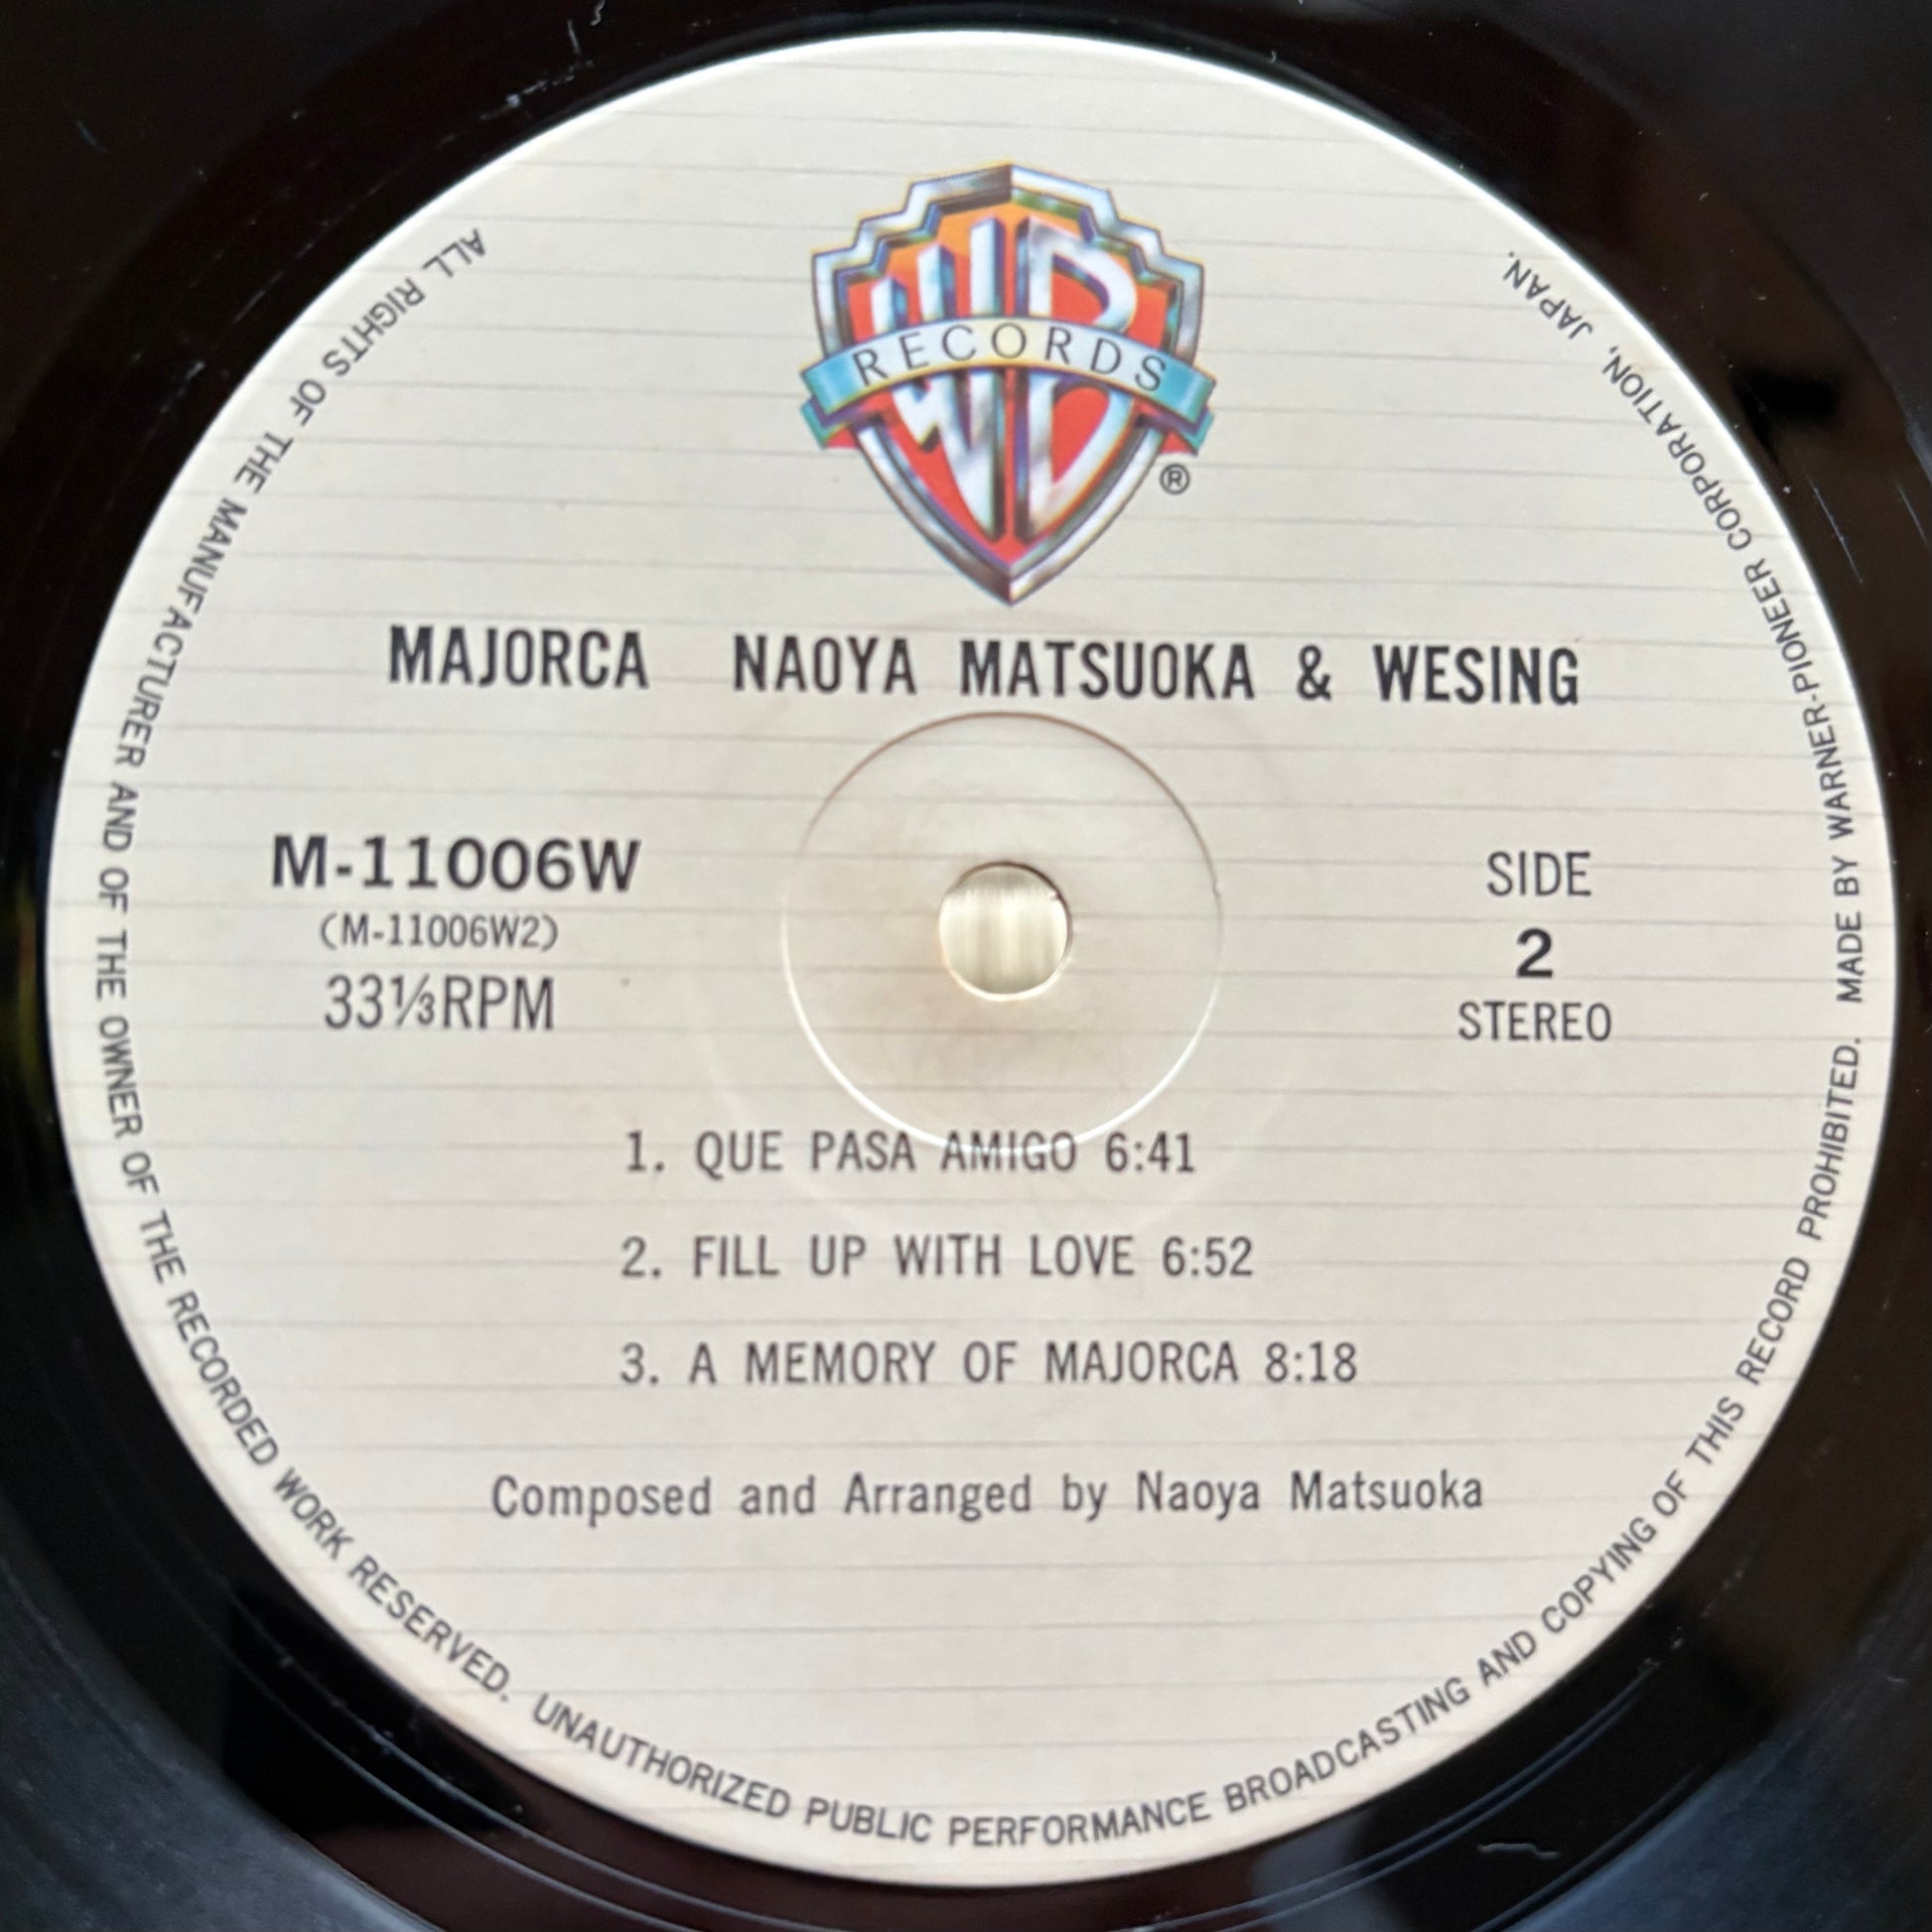 WB
RECORDS
®
MAJORCA NAOYA MATSUOKA & WESING
M-11006W
(M-11006W2)
33⅓RPM
SIDE
2
STEREO
1. QUE PASA AMIGO 6:41
2. FILL UP WITH LOVE 6:52
3. A MEMORY OF MAJORCA 8:18
Composed and Arranged by Naoya Matsuoka
ALL RIGHTS OF THE MANUFACTURER AND OF THE OWNER OF THE RECORDED WORK RESERVED. UNAUTHORIZED PUBLIC PERFORMANCE BROADCASTING AND COPYING OF THIS RECORD PROHIBITED. MADE BY WARNER-PIONEER CORPORATION, JAPAN.